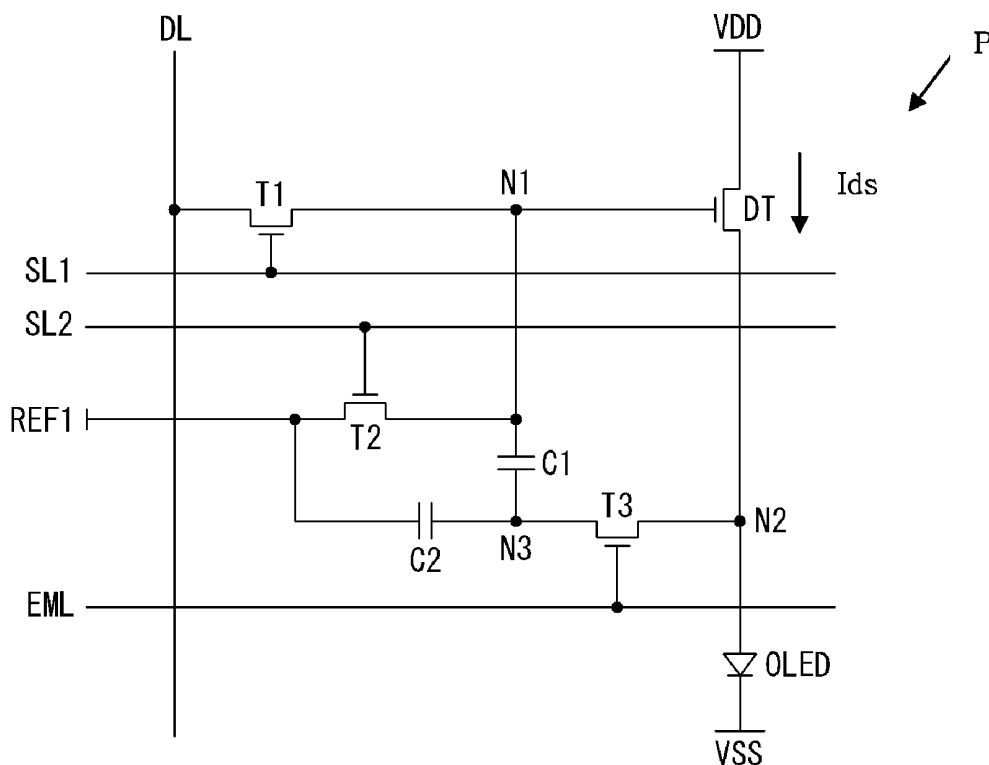 DL
VDD
P
T1
N1
Ids
DT
SL1
SL2
REF1
T2
C1
T3
N2
C2
N3
EML
OLED
VSS